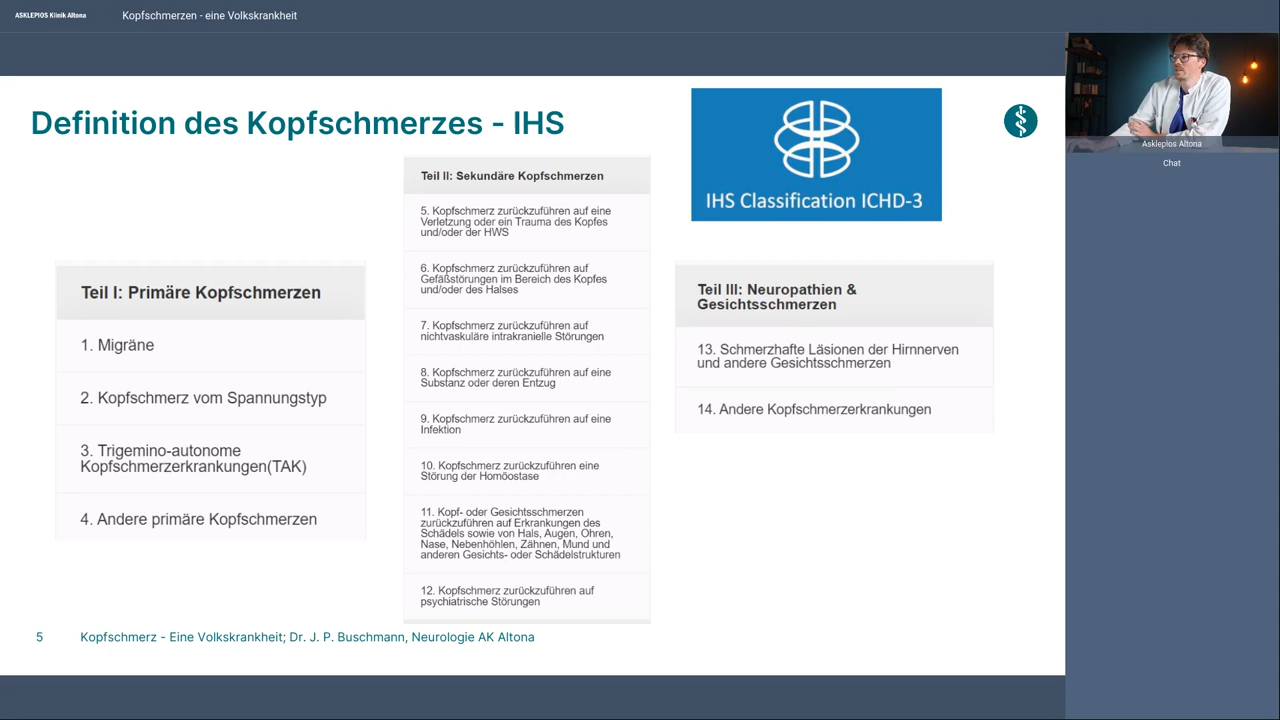 ASKLEPIOS Klinik Altona
Kopfschmerzen - eine Volkskrankheit
Definition des Kopfschmerzes - IHS
IHS Classification ICHD-3
Teil I: Primäre Kopfschmerzen
1. Migräne
2. Kopfschmerz vom Spannungstyp
3. Trigemino-autonome
Kopfschmerzerkrankungen(TAK)
4. Andere primäre Kopfschmerzen
Teil II: Sekundäre Kopfschmerzen
5. Kopfschmerz zurückzuführen auf eine
Verletzung oder ein Trauma des Kopfes
und/oder der HWS
6. Kopfschmerz zurückzuführen auf
Gefäßstörungen im Bereich des Kopfes
und/oder des Halses
7. Kopfschmerz zurückzuführen auf
nichtvaskuläre intrakranielle Störungen
8. Kopfschmerz zurückzuführen auf eine
Substanz oder deren Entzug
9. Kopfschmerz zurückzuführen auf eine
Infektion
10. Kopfschmerz zurückzuführen eine
Störung der Homöostase
11. Kopf- oder Gesichtsschmerzen
zurückzuführen auf Erkrankungen des
Schädels sowie von Hals, Augen, Ohren,
Nase, Nebenhöhlen, Zähnen, Mund und
anderen Gesichts- oder Schädelstrukturen
12. Kopfschmerz zurückzuführen auf
psychiatrische Störungen
Teil III: Neuropathien &
Gesichtsschmerzen
13. Schmerzhafte Läsionen der Hirnnerven
und andere Gesichtsschmerzen
14. Andere Kopfschmerzerkrankungen
5 Kopfschmerz - Eine Volkskrankheit; Dr. J. P. Buschmann, Neurologie AK Altona
Asklepios Altona
Chat